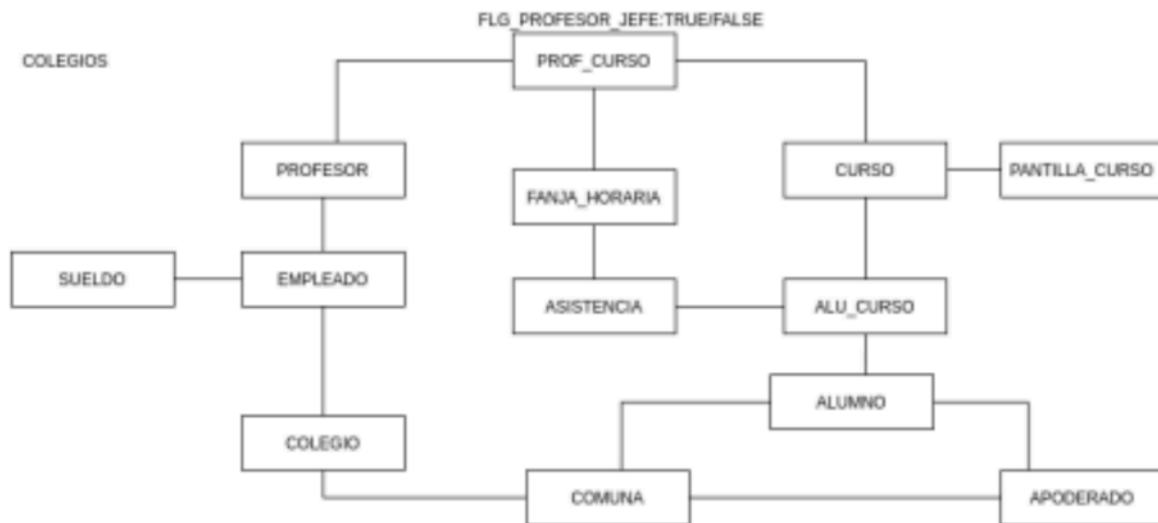 FLG_PROFESOR_JEFE:TRUE/FALSE
COLEGIOS
PROF_CURSO
PROFESOR
CURSO
PANTILLA_CURSO
FANJA_HORARIA
SUELDO
EMPLEADO
ASISTENCIA
ALU_CURSO
ALUMNO
COLEGIO
COMUNA
APODERADO